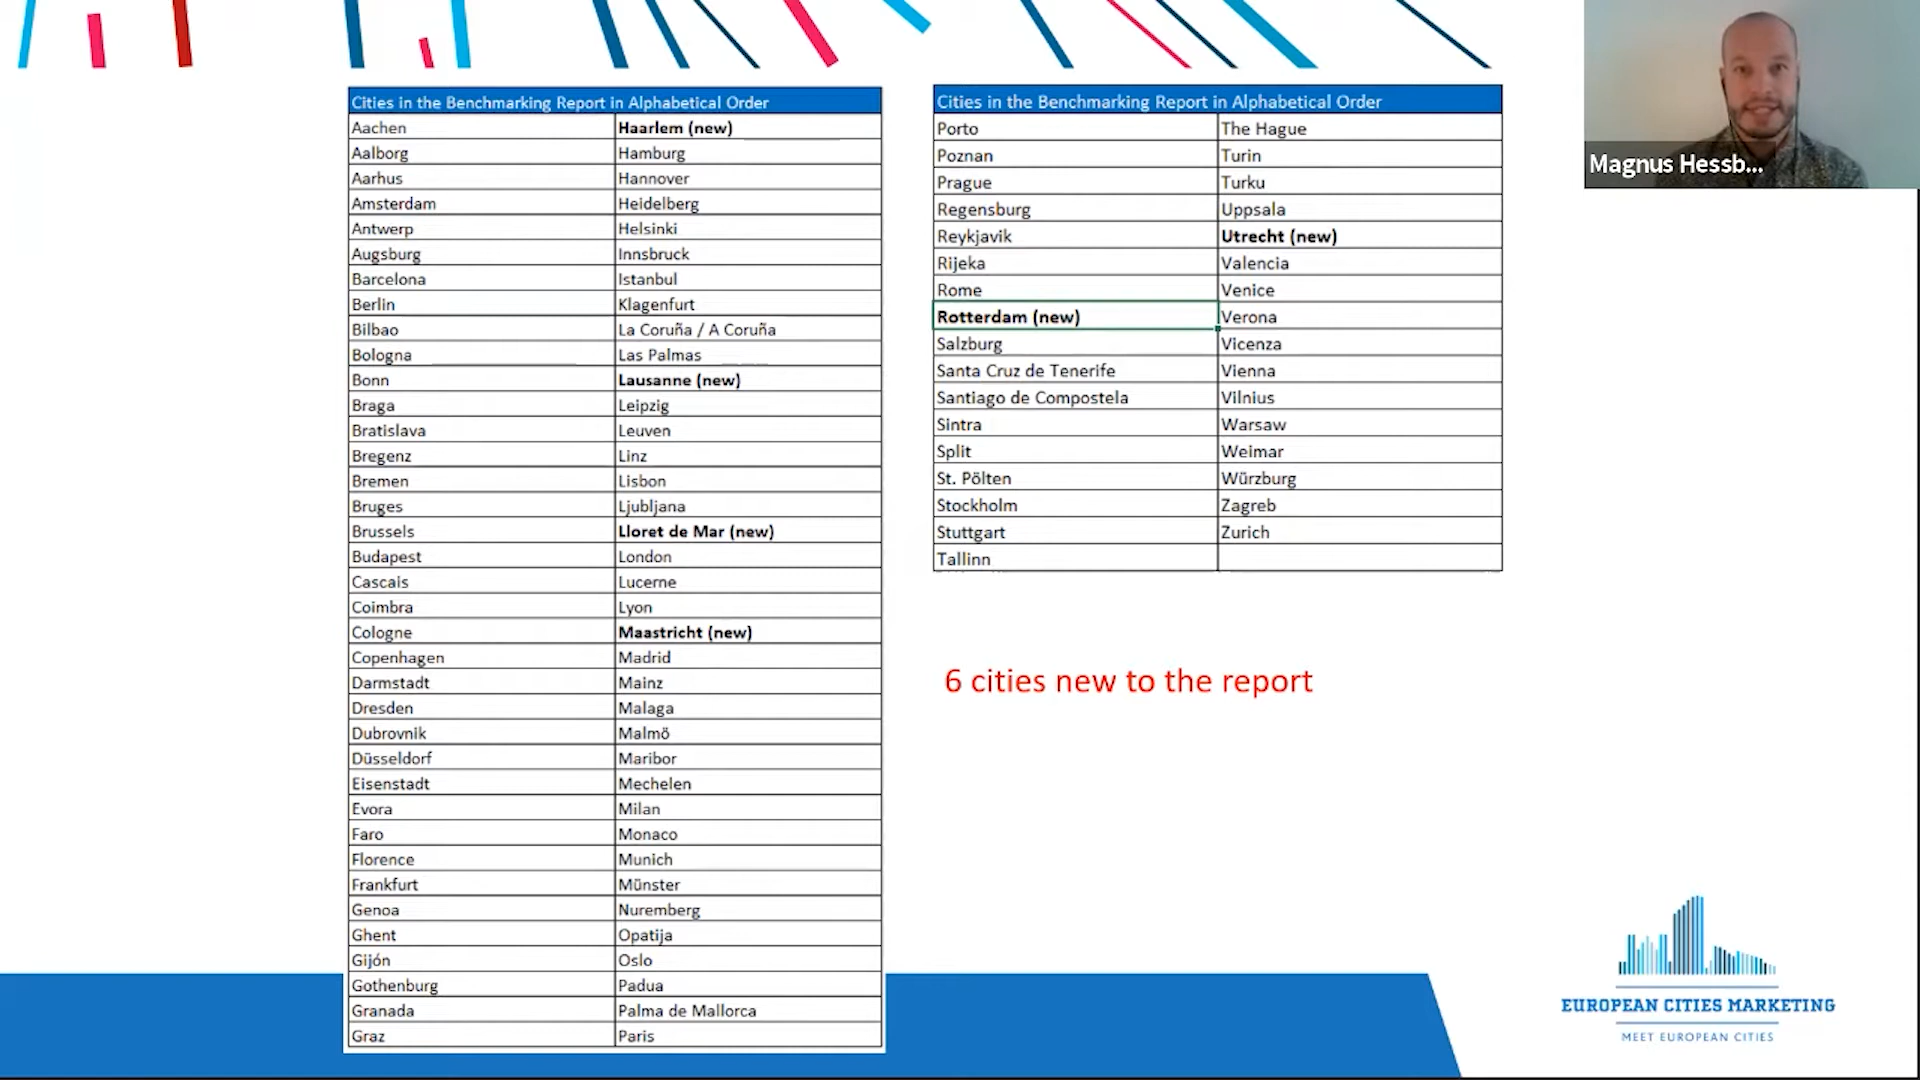 Cities in the Benchmarking Report in Alphabetical Order
Aachen Haarlem (new)
Aalborg Hamburg
Aarhus Hannover
Amsterdam Heidelberg
Antwerp Helsinki
Augsburg Innsbruck
Barcelona Istanbul
Berlin Klagenfurt
Bilbao La Coruña / A Coruña
Bologna Las Palmas
Bonn Lausanne (new)
Braga Leipzig
Bratislava Leuven
Bregenz Linz
Bremen Lisbon
Bruges Ljubljana
Brussels Lloret de Mar (new)
Budapest London
Cascais Lucerne
Coimbra Lyon
Cologne Maastricht (new)
Copenhagen Madrid
Darmstadt Mainz
Dresden Malaga
Dubrovnik Malmö
Düsseldorf Maribor
Eisenstadt Mechelen
Evora Milan
Faro Monaco
Florence Munich
Frankfurt Münster
Genoa Nuremberg
Ghent Opatija
Gijón Oslo
Gothenburg Padua
Granada Palma de Mallorca
Graz Paris
Cities in the Benchmarking Report in Alphabetical Order
Porto The Hague
Poznan Turin
Prague Turku
Regensburg Uppsala
Reykjavik Utrecht (new)
Rijeka Valencia
Rome Venice
Rotterdam (new) Verona
Salzburg Vicenza
Santa Cruz de Tenerife Vienna
Santiago de Compostela Vilnius
Sintra Warsaw
Split Weimar
St. Pölten Würzburg
Stockholm Zagreb
Stuttgart Zurich
Tallinn
6 cities new to the report
Magnus Hessb...
EUROPEAN CITIES MARKETING
MEET EUROPEAN CITIES